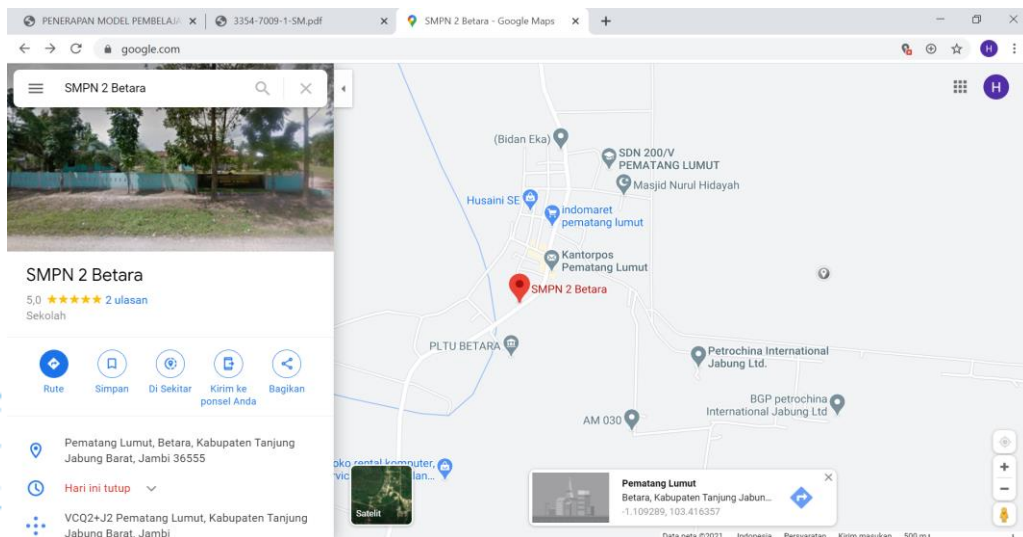 PENERAPAN MODEL PEMBELAJA
3354-7009-1-SM.pdf
SMPN 2 Betara - Google Maps
google.com
H
SMPN 2 Betara
H
SMPN 2 Betara
5,0 2 ulasan
Sekolah
Rute
Simpan
Di Sekitar
Kirim ke
ponsel Anda
Bagikan
Pematang Lumut, Betara, Kabupaten Tanjung
Jabung Barat, Jambi 36555
Hari ini tutup
VCQ2+J2 Pematang Lumut, Kabupaten Tanjung
Jabung Barat, Jambi
(Bidan Eka)
SDN 200/V
PEMATANG LUMUT
Masjid Nurul Hidayah
Husaini SE
indomaret
pematang lumut
Kantorpos
Pematang Lumut
SMPN 2 Betara
PLTU BETARA
Petrochina International
Jabung Ltd.
BGP petrochina
International Jabung Ltd
AM 030
oko rental komputer,
Satelit
Pematang Lumut
Betara, Kabupaten Tanjung Jabun...
-1.109289, 103.416357
Data peta ©2021 Indonesia Persyaratan Kirim masukan 500 m